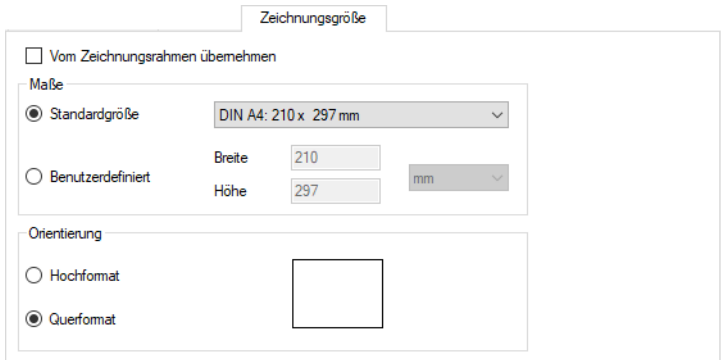 Zeichnungsgröße
Vom Zeichnungsrahmen übernehmen
Maße
Standardgröße DIN A4: 210 x 297 mm
Breite 210
Benutzerdefiniert mm
Höhe 297
Orientierung
Hochformat
Querformat